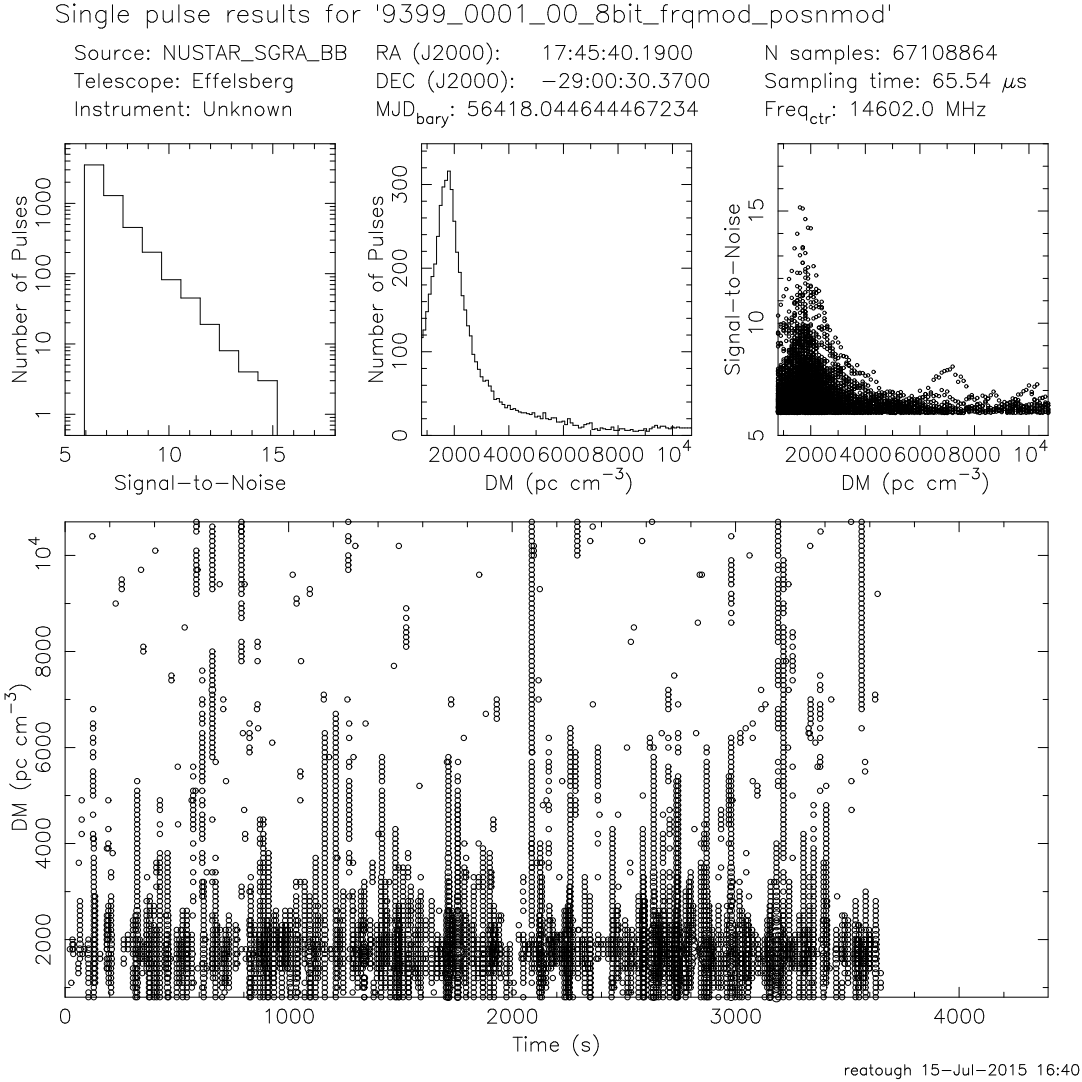 Single pulse results for '9399_0001_00_8bit_frqmod_posnmod'
Source: NUSTAR_SGRA_BB RA (J2000): 17:45:40.1900 N samples: 67108864
Telescope: Effelsberg DEC (J2000): −29:00:30.3700 Sampling time: 65.54 μs
Instrument: Unknown MJD_bary: 56418.044644467234 Freq_ctr: 14602.0 MHz
Number of Pulses
1 10 100 1000
5 10 15
Signal−to−Noise
Number of Pulses
0 100 200 300
2000 4000 6000 8000 10^4
DM (pc cm^−3)
Signal−to−Noise
5 10 15
2000 4000 6000 8000 10^4
DM (pc cm^−3)
DM (pc cm^−3)
2000 4000 6000 8000 10^4
0 1000 2000 3000 4000
Time (s)
reatough 15−Jul−2015 16:40